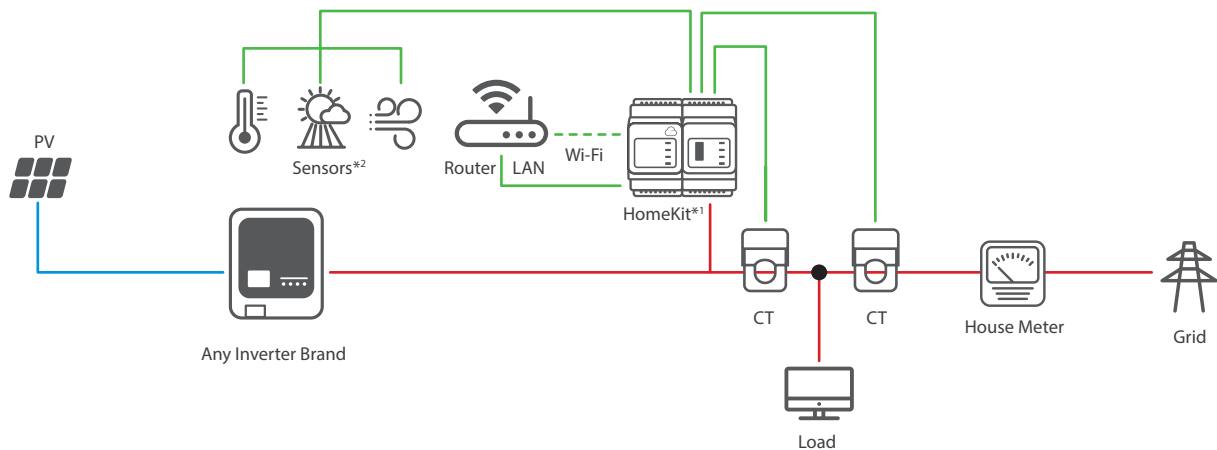 PV
Sensors*²
Router
LAN
Wi-Fi
HomeKit*¹
Any Inverter Brand
CT
CT
House Meter
Grid
Load